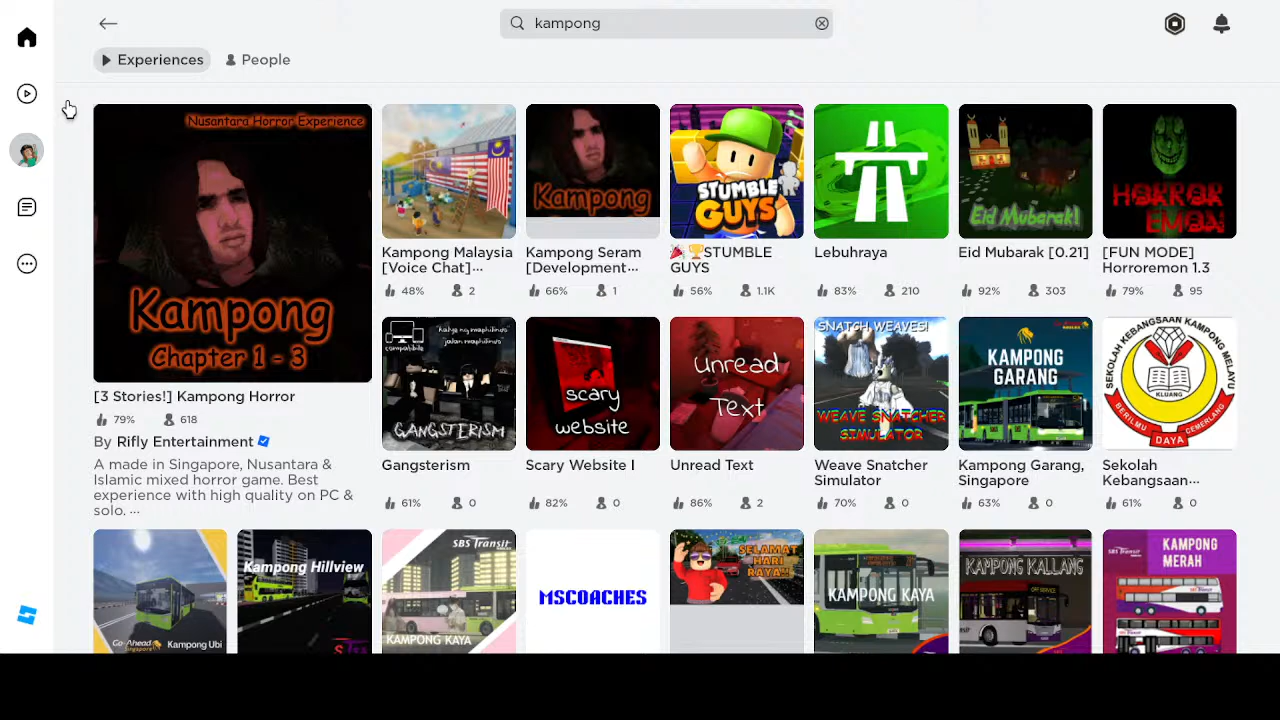 kampong
Experiences
People
Nusantara Horror Experience
Kampong
Chapter 1 - 3
[3 Stories!] Kampong Horror
79% 618
By Rifly Entertainment
A made in Singapore, Nusantara &
Islamic mixed horror game. Best
experience with high quality on PC &
solo. ...
Kampong Malaysia
[Voice Chat]...
48% 2
Kampong
Kampong Seram
[Development...
66% 1
STUMBLE
GUYS
🎉🏆STUMBLE
GUYS
56% 1.1K
Lebuhraya
83% 210
Eid Mubarak!
Eid Mubarak [0.21]
92% 303
[FUN MODE]
Horroremon 1.3
79% 95
compatibile
GANGSTERISM
Gangsterism
61% 0
scary
website
Scary Website I
82% 0
Unread
Text
Unread Text
86% 2
SNATCH WEAVES!
WEAVE SNATCHER
SIMULATOR
Weave Snatcher
Simulator
70% 0
KAMPONG
GARANG
Kampong Garang,
Singapore
63% 0
SEKOLAH KEBANGSAAN KAMPONG MELAYU
KLUANG
BERILMU DAYA CEMERLANG
Sekolah
Kebangsaan...
61% 0
Go-Ahead
Singapore
Kampong Ubi
Kampong Hillview
SBS Transit
KAMPONG KAYA
MSCOACHES
SELAMAT
HARI
RAYA!!
KAMPONG KAYA
KAMPONG KALLANG
SBS Transit
KAMPONG
MERAH